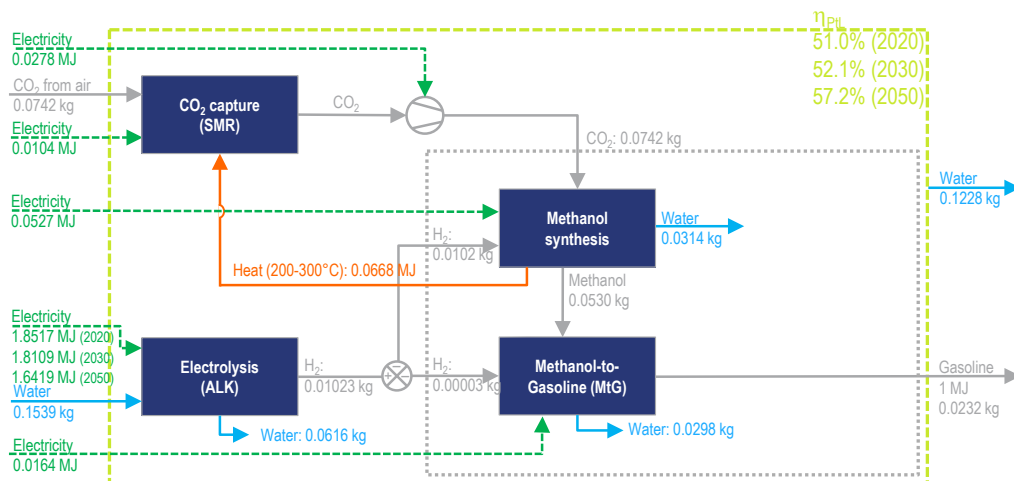 Electricity
0.0278 MJ
η_PtL
51.0% (2020)
52.1% (2030)
57.2% (2050)
CO₂ from air
0.0742 kg
CO₂ capture
(SMR)
CO₂
Electricity
0.0104 MJ
CO₂: 0.0742 kg
Water
0.1228 kg
Electricity
0.0527 MJ
Methanol
synthesis
Water
0.0314 kg
H₂:
0.0102 kg
Heat (200-300°C): 0.0668 MJ
Methanol
0.0530 kg
Electricity
1.8517 MJ (2020)
1.8109 MJ (2030)
1.6419 MJ (2050)
Electrolysis
(ALK)
H₂:
0.01023 kg
H₂:
0.00003 kg
Methanol-to-
Gasoline (MtG)
Gasoline
1 MJ
0.0232 kg
Water
0.1539 kg
Water: 0.0616 kg
Water: 0.0298 kg
Electricity
0.0164 MJ